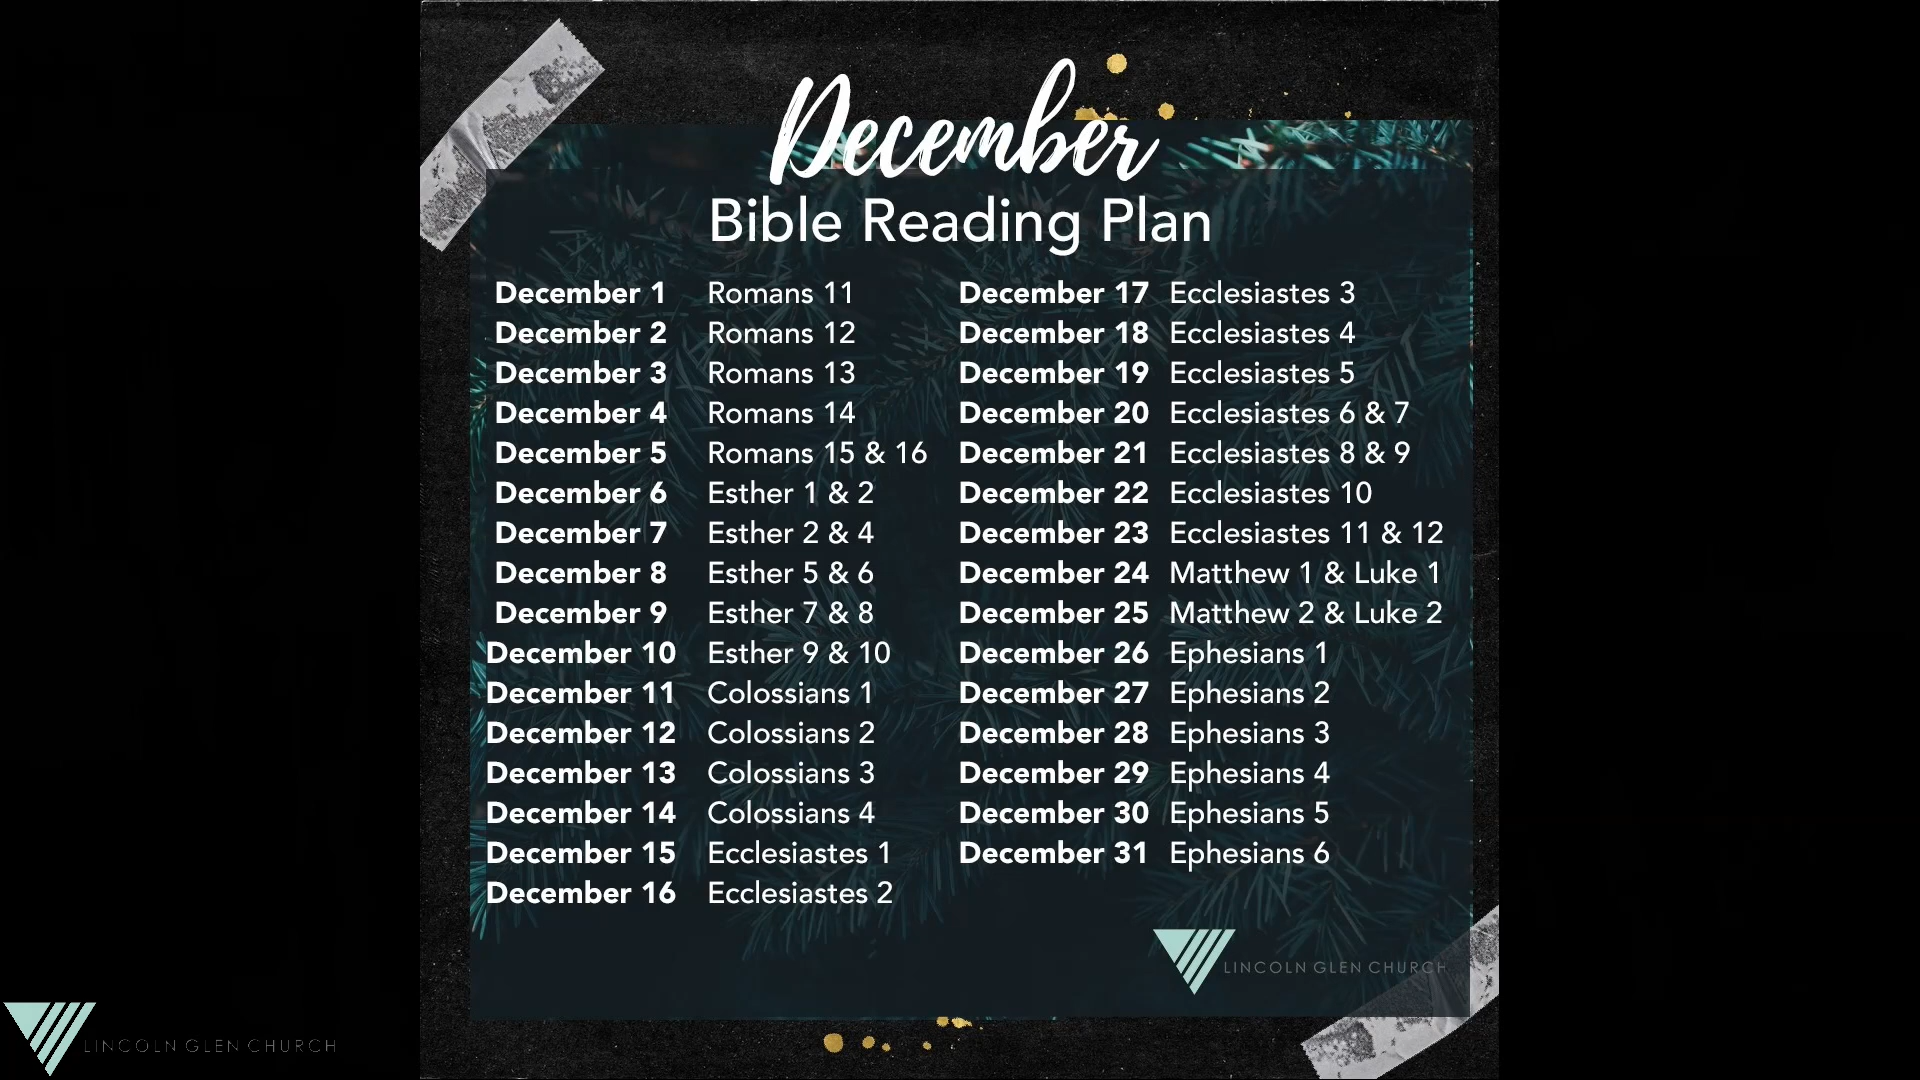 December
Bible Reading Plan
December 1 Romans 11
December 2 Romans 12
December 3 Romans 13
December 4 Romans 14
December 5 Romans 15 & 16
December 6 Esther 1 & 2
December 7 Esther 2 & 4
December 8 Esther 5 & 6
December 9 Esther 7 & 8
December 10 Esther 9 & 10
December 11 Colossians 1
December 12 Colossians 2
December 13 Colossians 3
December 14 Colossians 4
December 15 Ecclesiastes 1
December 16 Ecclesiastes 2
December 17 Ecclesiastes 3
December 18 Ecclesiastes 4
December 19 Ecclesiastes 5
December 20 Ecclesiastes 6 & 7
December 21 Ecclesiastes 8 & 9
December 22 Ecclesiastes 10
December 23 Ecclesiastes 11 & 12
December 24 Matthew 1 & Luke 1
December 25 Matthew 2 & Luke 2
December 26 Ephesians 1
December 27 Ephesians 2
December 28 Ephesians 3
December 29 Ephesians 4
December 30 Ephesians 5
December 31 Ephesians 6
LINCOLN GLEN CHURCH
LINCOLN GLEN CHURCH